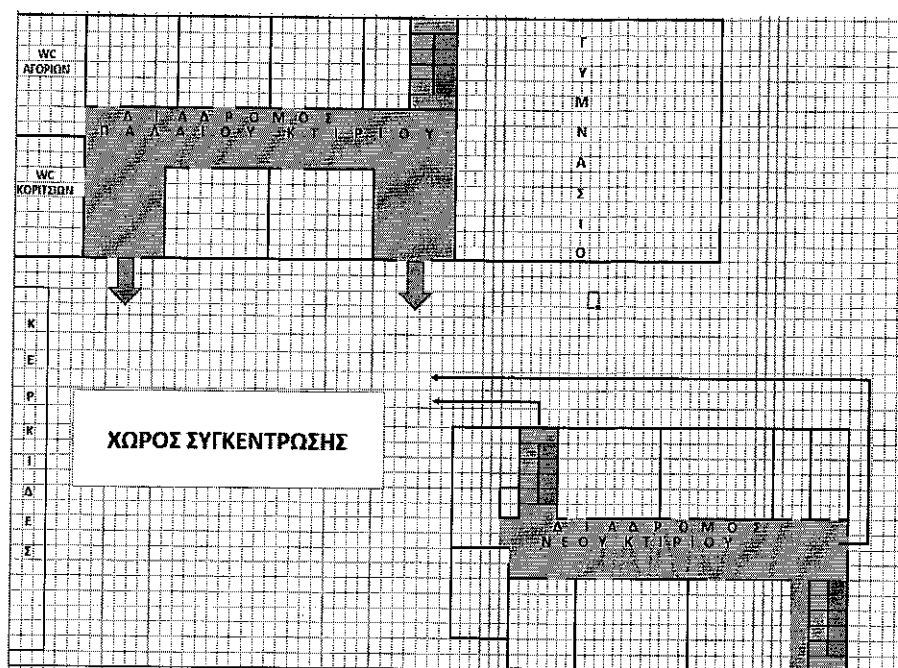 WC
ΑΓΟΡΙΩΝ
ΔΙΑΔΡΟΜΟΣ
ΠΑΛΑΙΟΥ ΚΤΙΡΙΟΥ
ΓΥΜΝΑΣΙΟ
WC
ΚΟΡΙΤΣΙΩΝ
ΚΕΡΚΙΔΕΣ
ΧΩΡΟΣ ΣΥΓΚΕΝΤΡΩΣΗΣ
ΔΙΑΔΡΟΜΟΣ
ΝΕΟΥ ΚΤΙΡΙΟΥ